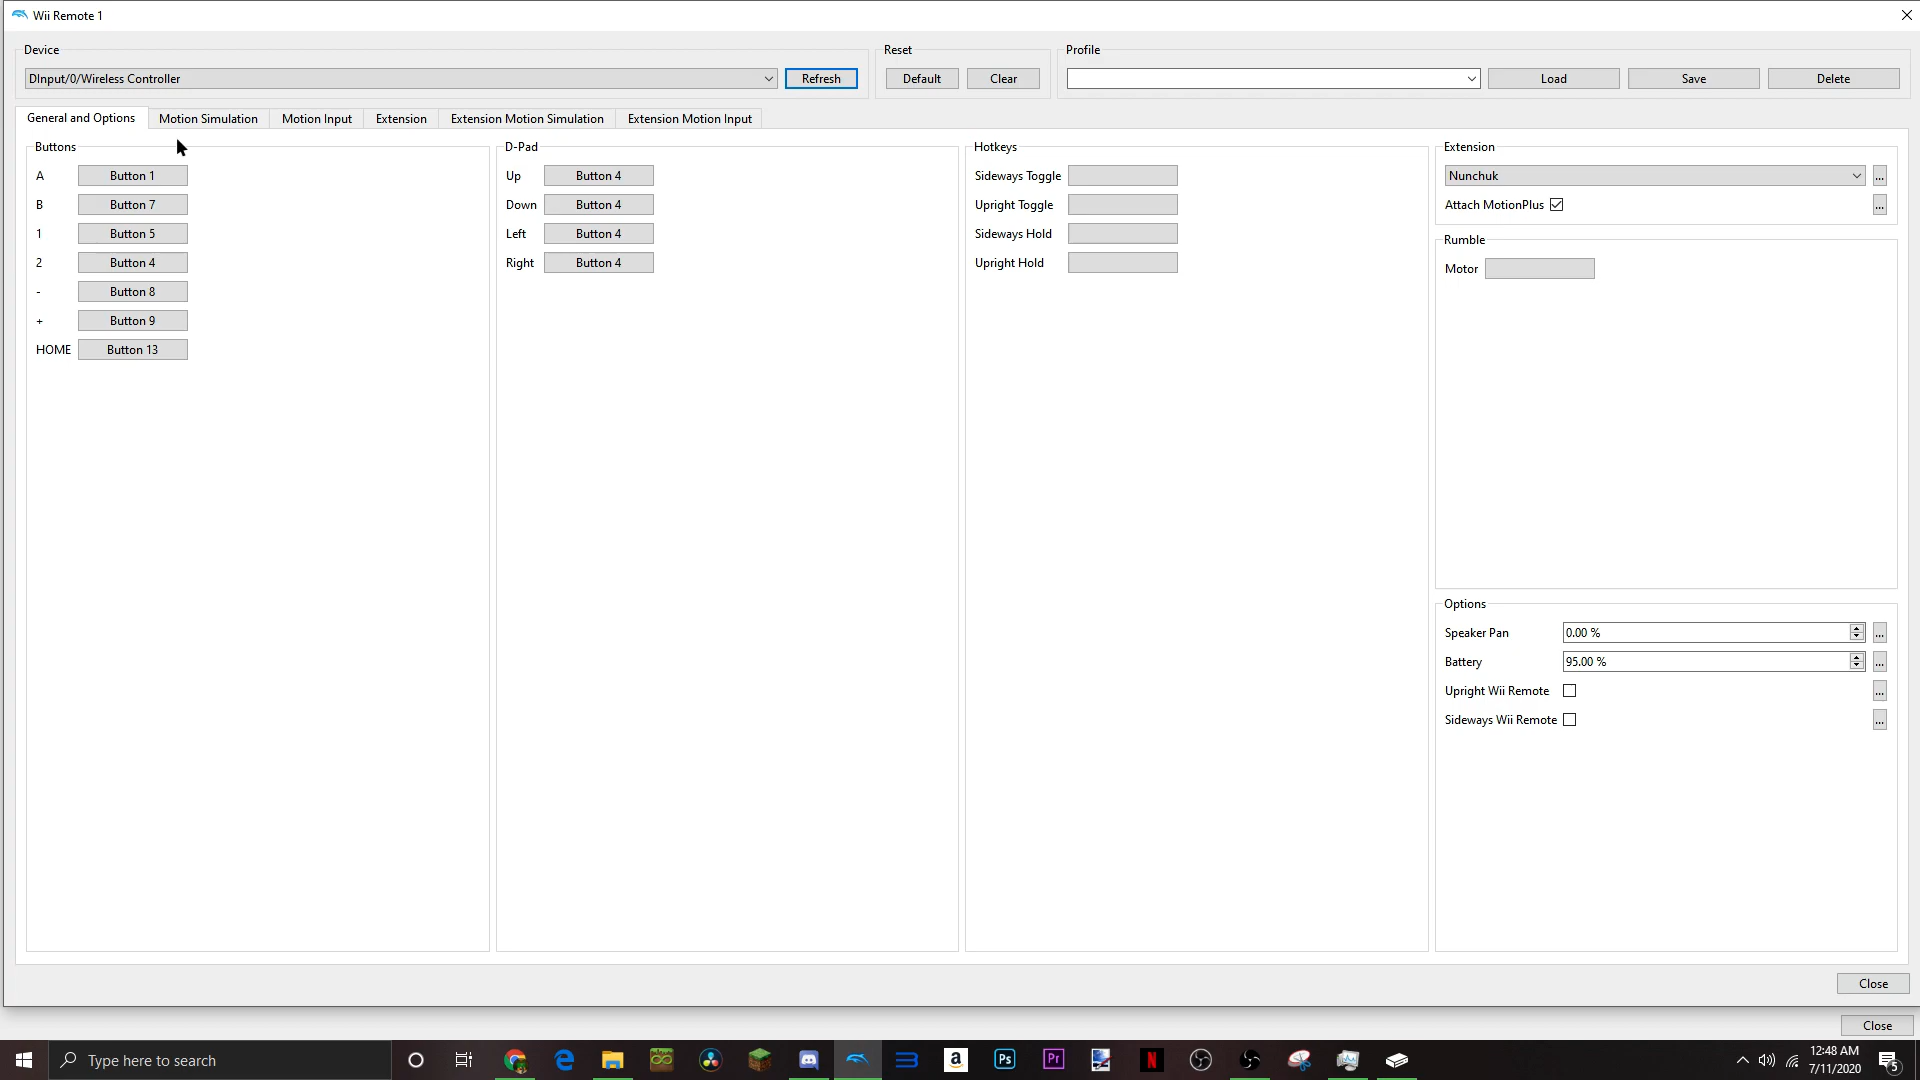 Wii Remote 1
Device
DInput/0/Wireless Controller
Refresh
Reset
Default
Clear
Profile
Load
Save
Delete
General and Options
Motion Simulation
Motion Input
Extension
Extension Motion Simulation
Extension Motion Input
Buttons
A Button 1
B Button 7
1 Button 5
2 Button 4
- Button 8
+ Button 9
HOME Button 13
D-Pad
Up Button 4
Down Button 4
Left Button 4
Right Button 4
Hotkeys
Sideways Toggle
Upright Toggle
Sideways Hold
Upright Hold
Extension
Nunchuk
...
Attach MotionPlus
...
Rumble
Motor
Options
Speaker Pan 0.00 % ...
Battery 95.00 % ...
Upright Wii Remote ...
Sideways Wii Remote ...
Close
Close
Type here to search
a
Ps
Pr
N
12:48 AM
7/11/2020
5